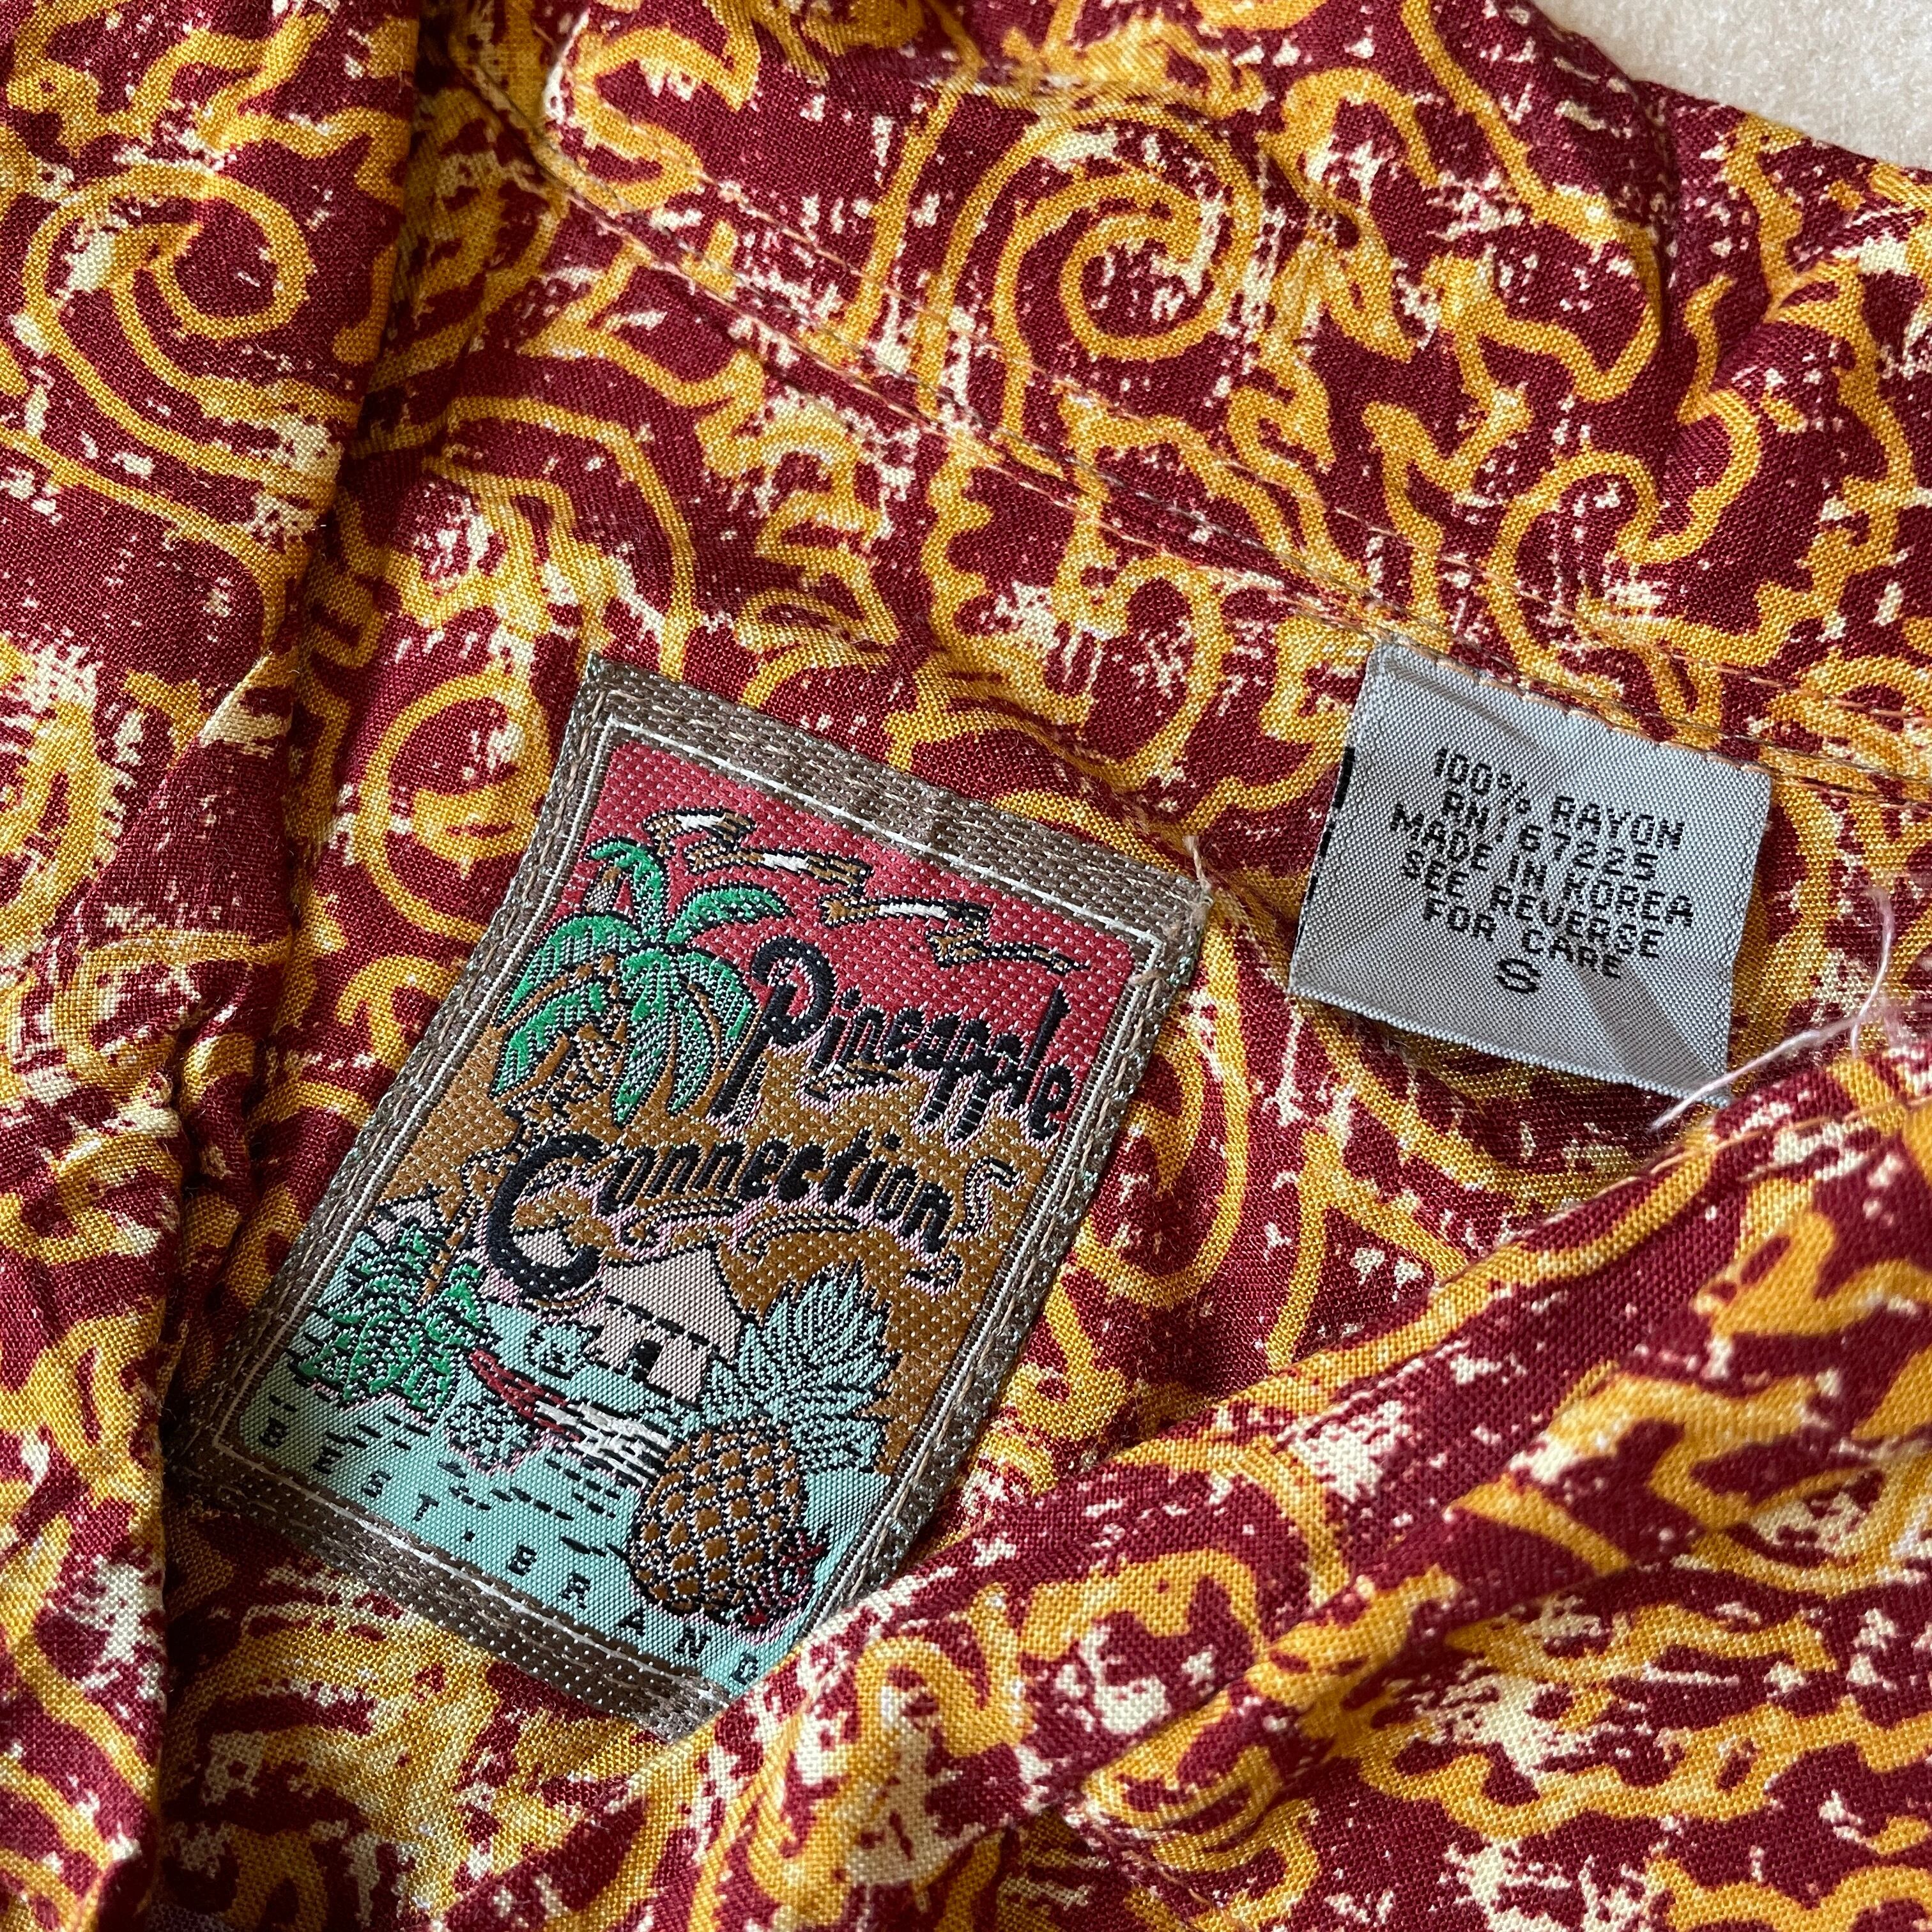 Pineapple
Connection
BEST·BRAND
100% RAYON
RN/67225
MADE IN KOREA
SEE REVERSE
FOR CARE
S